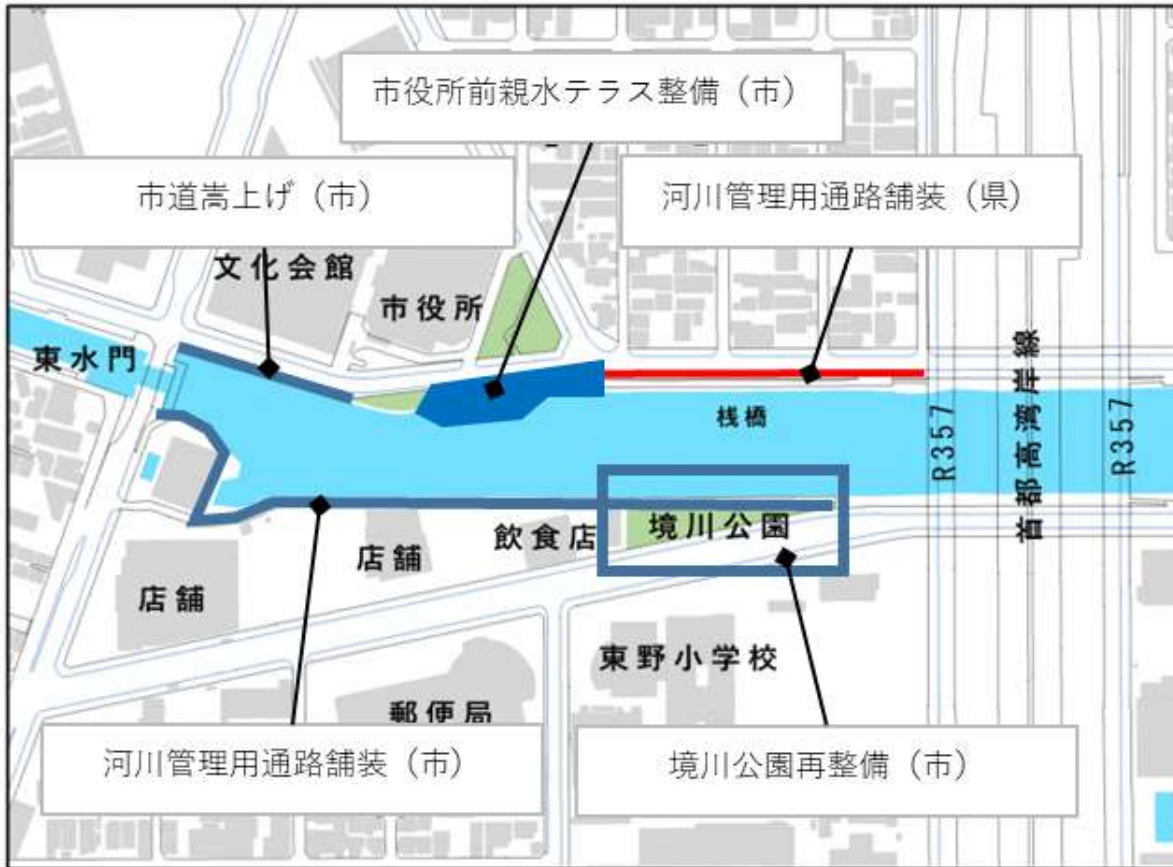 市役所前親水テラス整備（市）
市道嵩上げ（市）
河川管理用通路舗装（県）
文化会館
市役所
東水門
桟橋
R357
首都高湾岸線
R357
境川公園
飲食店
店舗
店舗
東野小学校
郵便局
河川管理用通路舗装（市）
境川公園再整備（市）